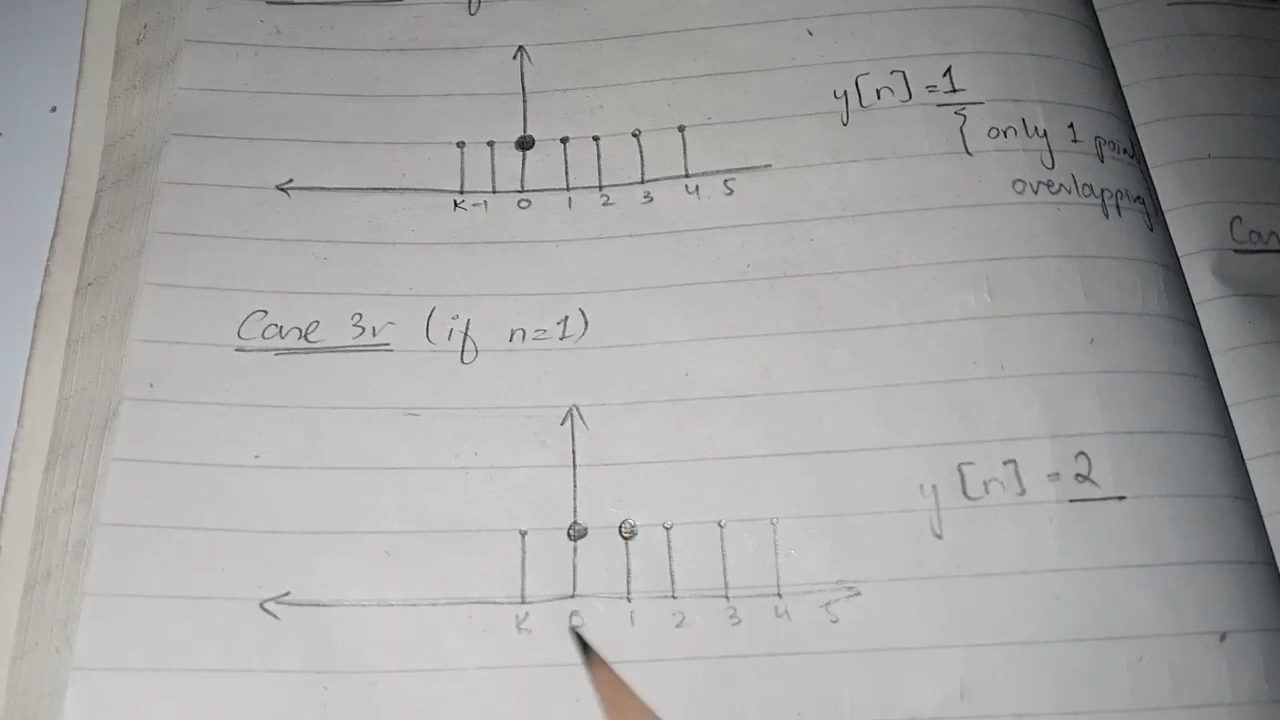 y[n] = 1
{ only 1 point
overlapping
K -1 0 1 2 3 4 5
Case 3r (if n=1)
y[n] = 2
K 0 1 2 3 4 5